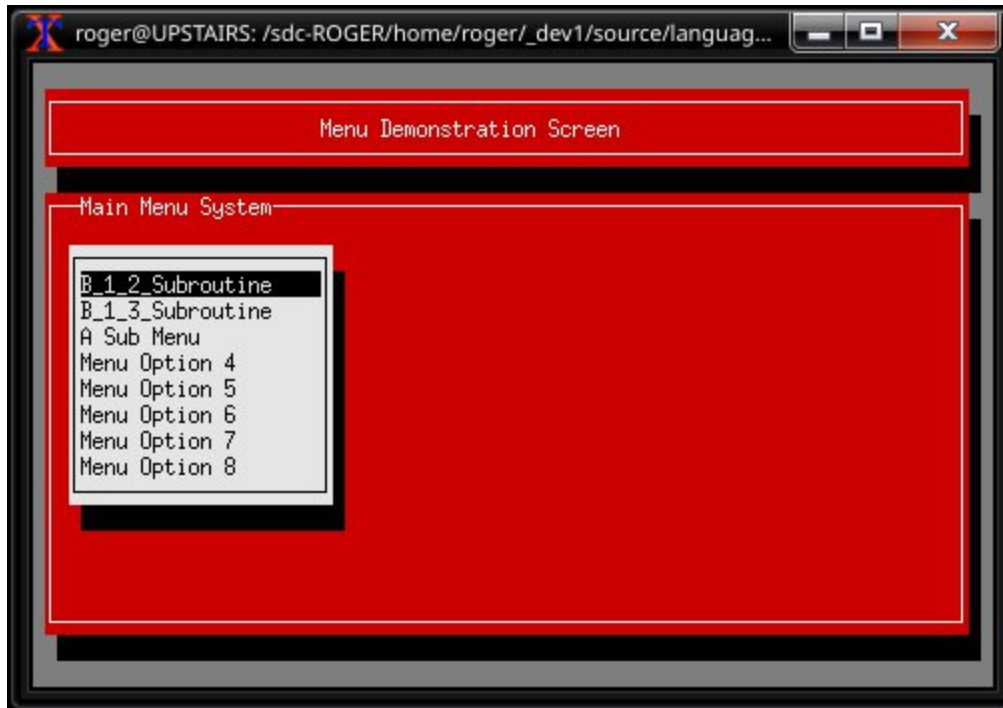 roger@UPSTAIRS: /sdc-ROGER/home/roger/_dev1/source/languag...
Menu Demonstration Screen
Main Menu System
B_1_2_Subroutine
B_1_3_Subroutine
A Sub Menu
Menu Option 4
Menu Option 5
Menu Option 6
Menu Option 7
Menu Option 8